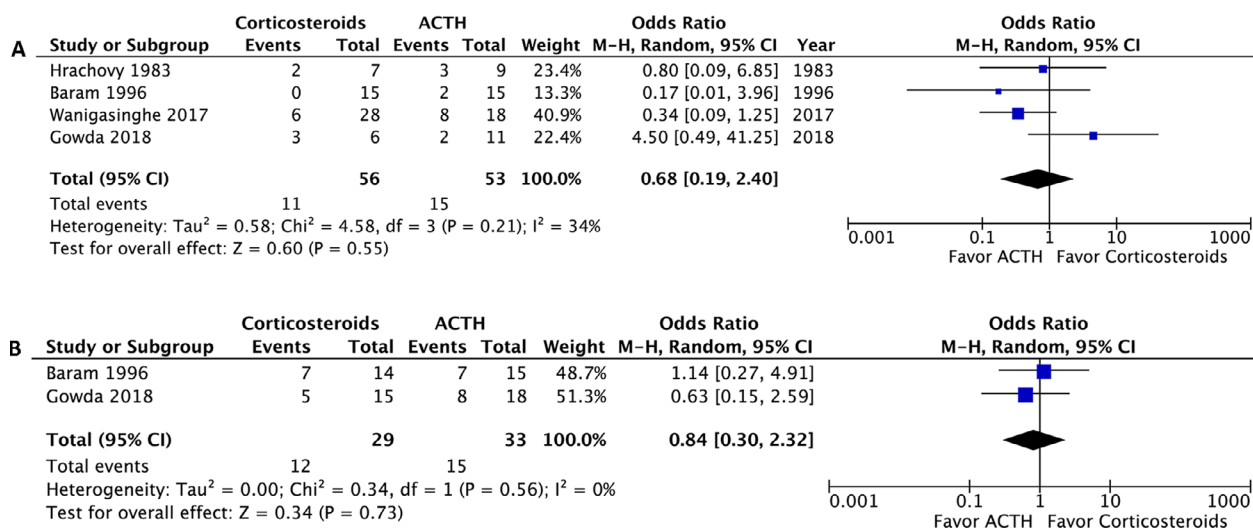 Corticosteroids ACTH Odds Ratio Odds Ratio
A Study or Subgroup Events Total Events Total Weight M-H, Random, 95% CI Year M-H, Random, 95% CI
Hrachovy 1983 2 7 3 9 23.4% 0.80 [0.09, 6.85] 1983
Baram 1996 0 15 2 15 13.3% 0.17 [0.01, 3.96] 1996
Wanigasinghe 2017 6 28 8 18 40.9% 0.34 [0.09, 1.25] 2017
Gowda 2018 3 6 2 11 22.4% 4.50 [0.49, 41.25] 2018
Total (95% CI) 56 53 100.0% 0.68 [0.19, 2.40]
Total events 11 15
Heterogeneity: Tau² = 0.58; Chi² = 4.58, df = 3 (P = 0.21); I² = 34%
Test for overall effect: Z = 0.60 (P = 0.55)
0.001 0.1 1 10 1000
Favor ACTH Favor Corticosteroids
Corticosteroids ACTH Odds Ratio Odds Ratio
B Study or Subgroup Events Total Events Total Weight M-H, Random, 95% CI M-H, Random, 95% CI
Baram 1996 7 14 7 15 48.7% 1.14 [0.27, 4.91]
Gowda 2018 5 15 8 18 51.3% 0.63 [0.15, 2.59]
Total (95% CI) 29 33 100.0% 0.84 [0.30, 2.32]
Total events 12 15
Heterogeneity: Tau² = 0.00; Chi² = 0.34, df = 1 (P = 0.56); I² = 0%
Test for overall effect: Z = 0.34 (P = 0.73)
0.001 0.1 1 10 1000
Favor ACTH Favor Corticosteroids